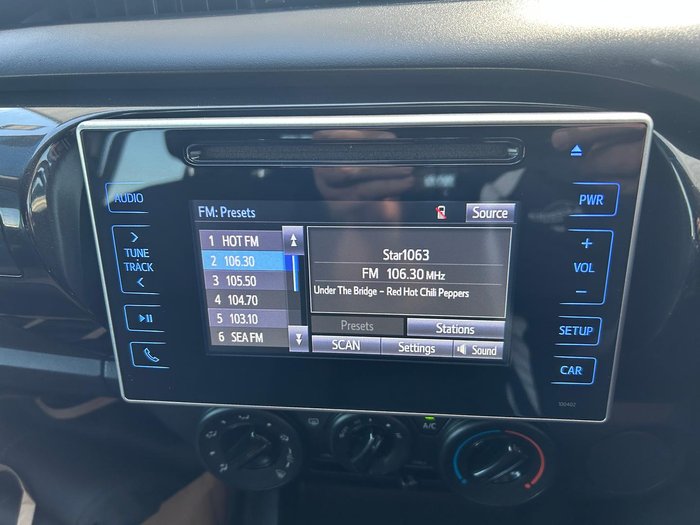 AUDIO
TUNE
TRACK
FM: Presets
Source
1 HOT FM
2 106.30
3 105.50
4 104.70
5 103.10
6 SEA FM
Star1063
FM 106.30 MHz
Under The Bridge - Red Hot Chili Peppers
Presets
Stations
SCAN
Settings
Sound
PWR
+
VOL
-
SETUP
CAR
100402
A/C